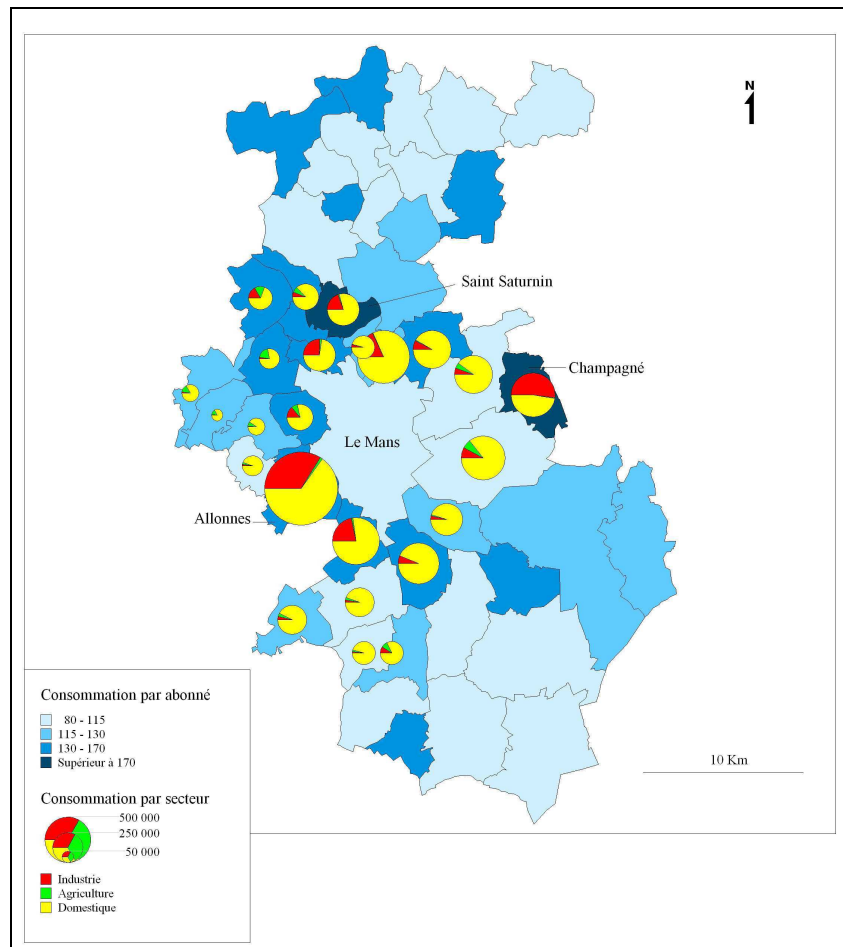 N
Saint Saturnin
Champagné
Le Mans
Allonnes
Consommation par abonné
80 - 115
115 - 130
130 - 170
Supérieur à 170
10 Km
Consommation par secteur
500 000
250 000
50 000
Industrie
Agriculture
Domestique